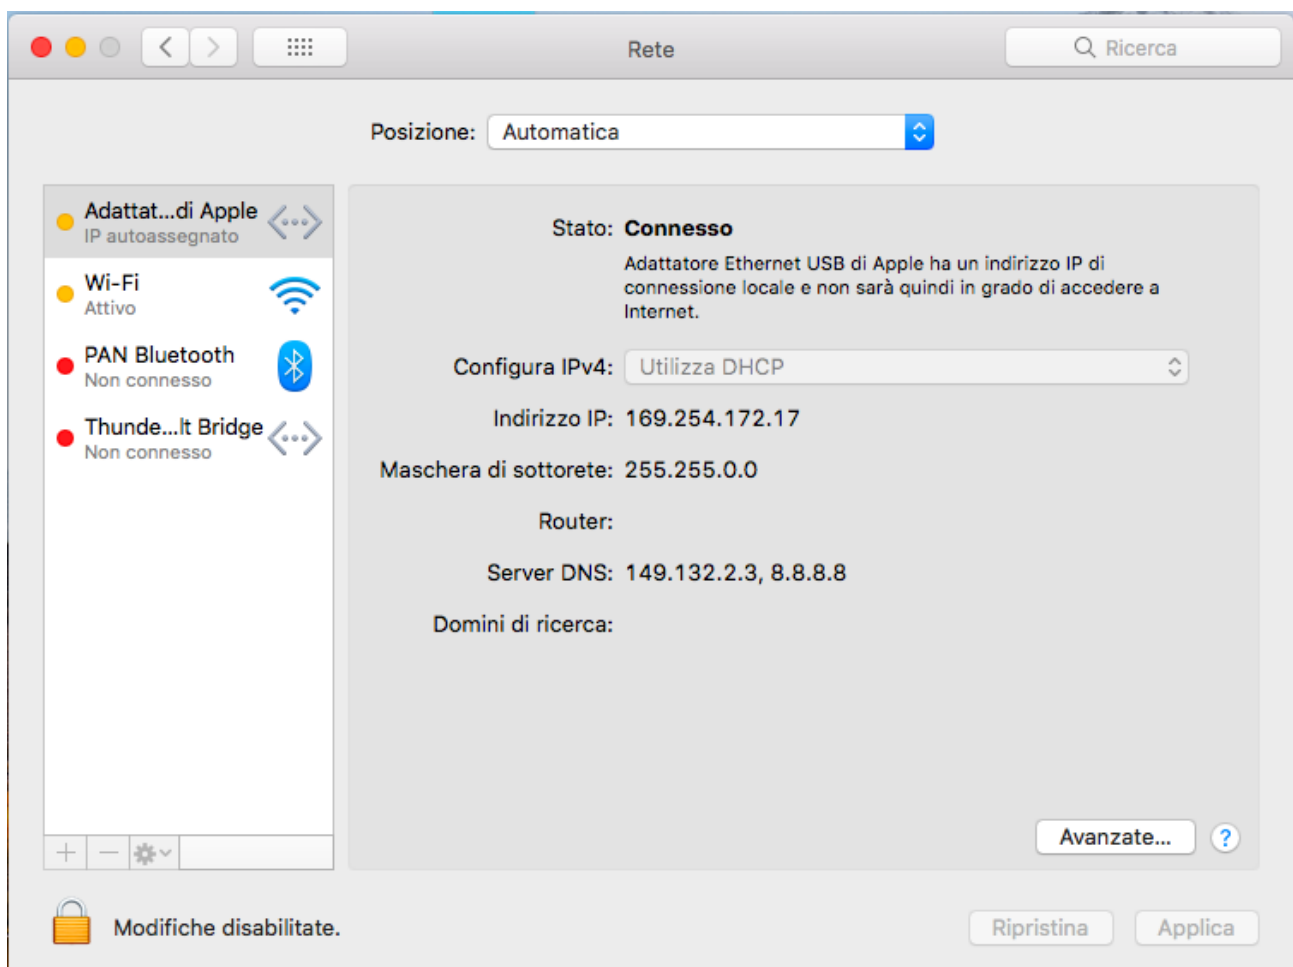 Rete
Ricerca
Posizione: Automatica
Adattat...di Apple
IP autoassegnato
Wi-Fi
Attivo
PAN Bluetooth
Non connesso
Thunde...lt Bridge
Non connesso
Stato: Connesso
Adattatore Ethernet USB di Apple ha un indirizzo IP di
connessione locale e non sarà quindi in grado di accedere a
Internet.
Configura IPv4: Utilizza DHCP
Indirizzo IP: 169.254.172.17
Maschera di sottorete: 255.255.0.0
Router:
Server DNS: 149.132.2.3, 8.8.8.8
Domini di ricerca:
Avanzate... ?
Modifiche disabilitate.
Ripristina
Applica